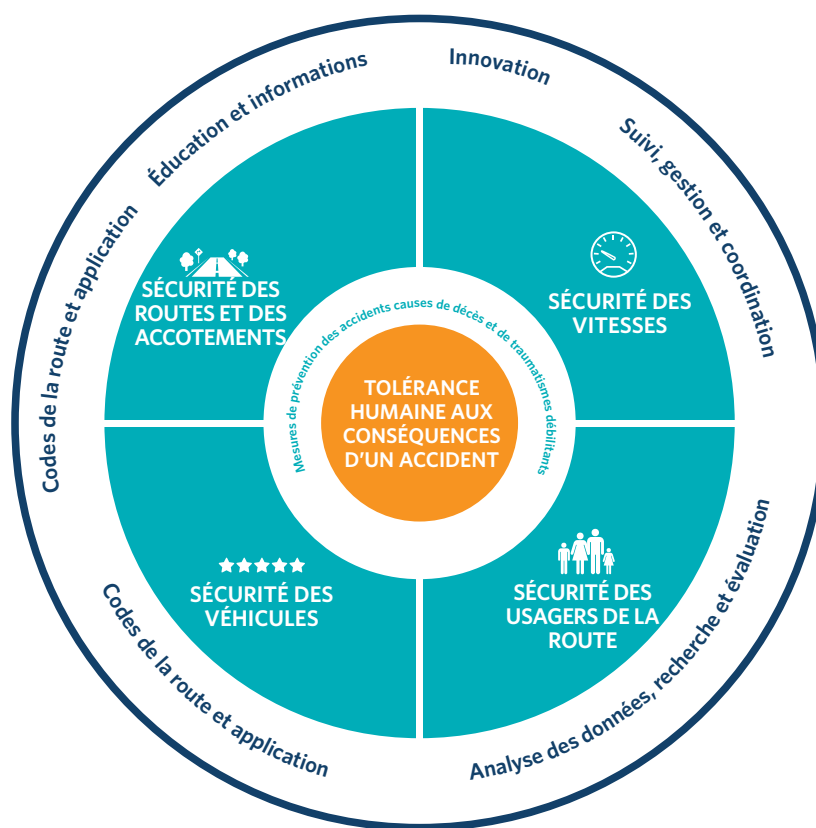 Éducation et informations
Innovation
Suivi, gestion et coordination
Codes de la route et application
SÉCURITÉ DES
ROUTES ET DES
ACCOTEMENTS
SÉCURITÉ DES
VITESSES
Mesures de prévention des accidents causes de décès et de traumatismes débilitants
TOLÉRANCE
HUMAINE AUX
CONSÉQUENCES
D'UN ACCIDENT
SÉCURITÉ DES
VÉHICULES
SÉCURITÉ DES
USAGERS DE LA
ROUTE
Codes de la route et application
Analyse des données, recherche et évaluation